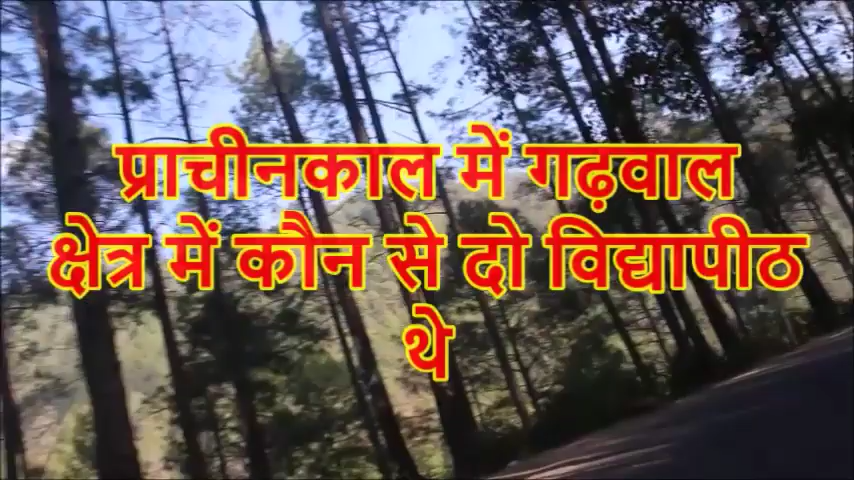 प्राचीनकाल में गढ़वाल
क्षेत्र में कौन से दो विद्यापीठ
थे